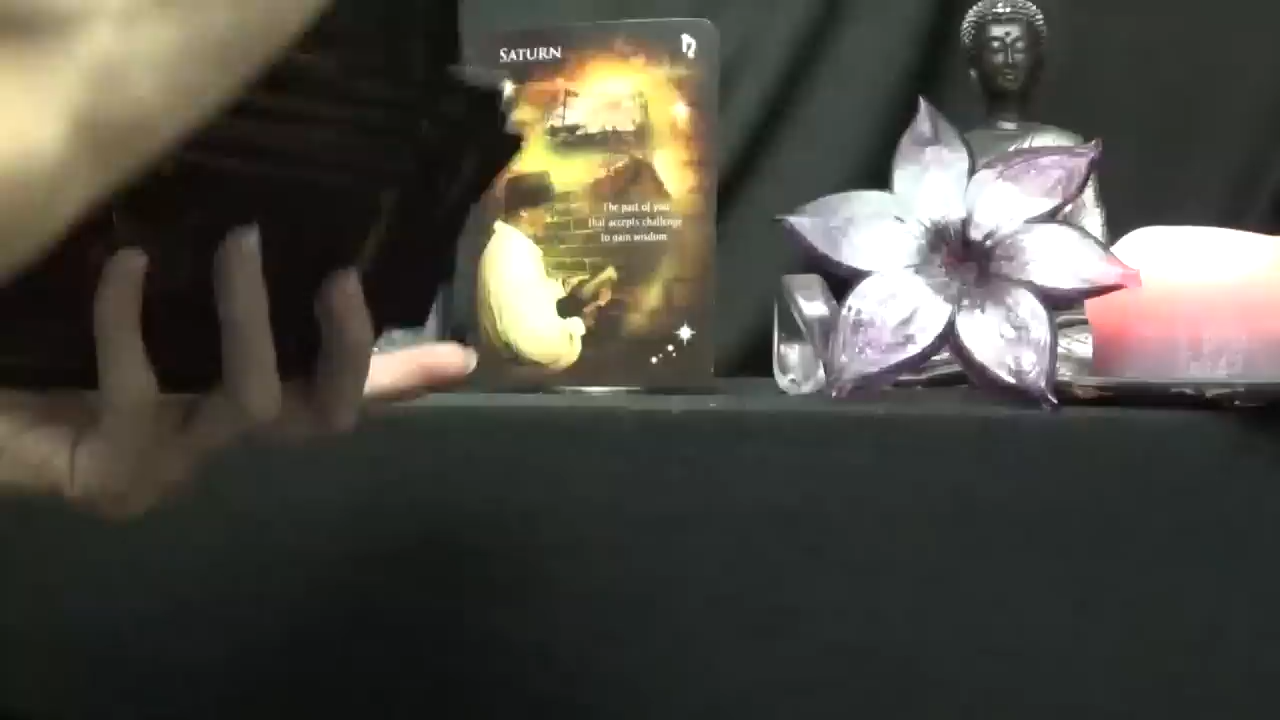 SATURN
The part of you
that accepts challenge
to gain wisdom